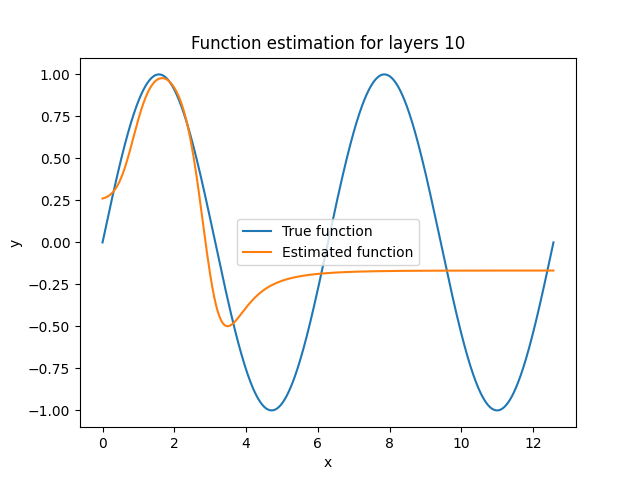 Function estimation for layers 10
1.00
0.75
0.50
0.25
0.00
−0.25
−0.50
−0.75
−1.00
y
True function
Estimated function
0 2 4 6 8 10 12
x